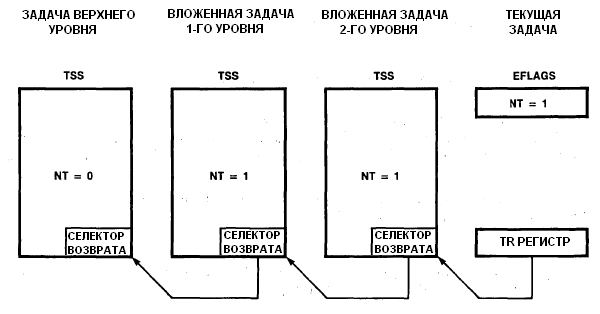 ЗАДАЧА ВЕРХНЕГО
УРОВНЯ
ВЛОЖЕННАЯ ЗАДАЧА
1-ГО УРОВНЯ
ВЛОЖЕННАЯ ЗАДАЧА
2-ГО УРОВНЯ
ТЕКУЩАЯ
ЗАДАЧА
TSS
TSS
TSS
EFLAGS
NT = 0
NT = 1
NT = 1
NT = 1
СЕЛЕКТОР
ВОЗВРАТА
СЕЛЕКТОР
ВОЗВРАТА
СЕЛЕКТОР
ВОЗВРАТА
TR РЕГИСТР